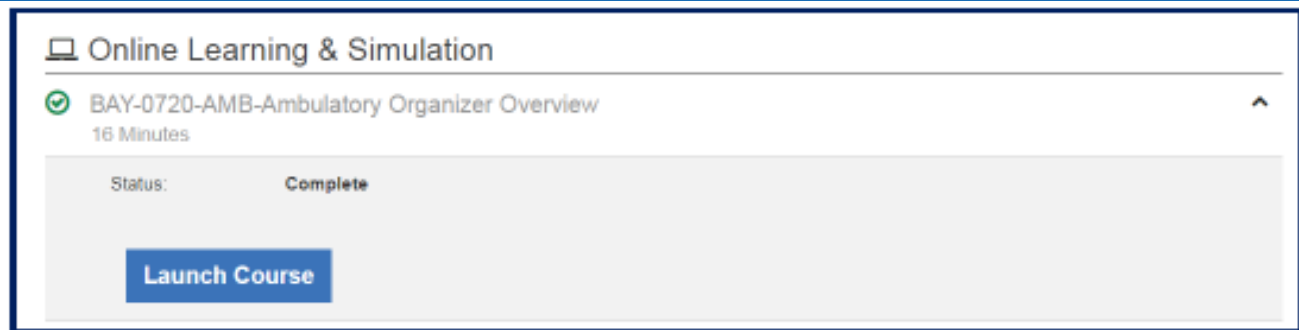 Online Learning & Simulation
BAY-0720-AMB-Ambulatory Organizer Overview
16 Minutes
Status: Complete
Launch Course